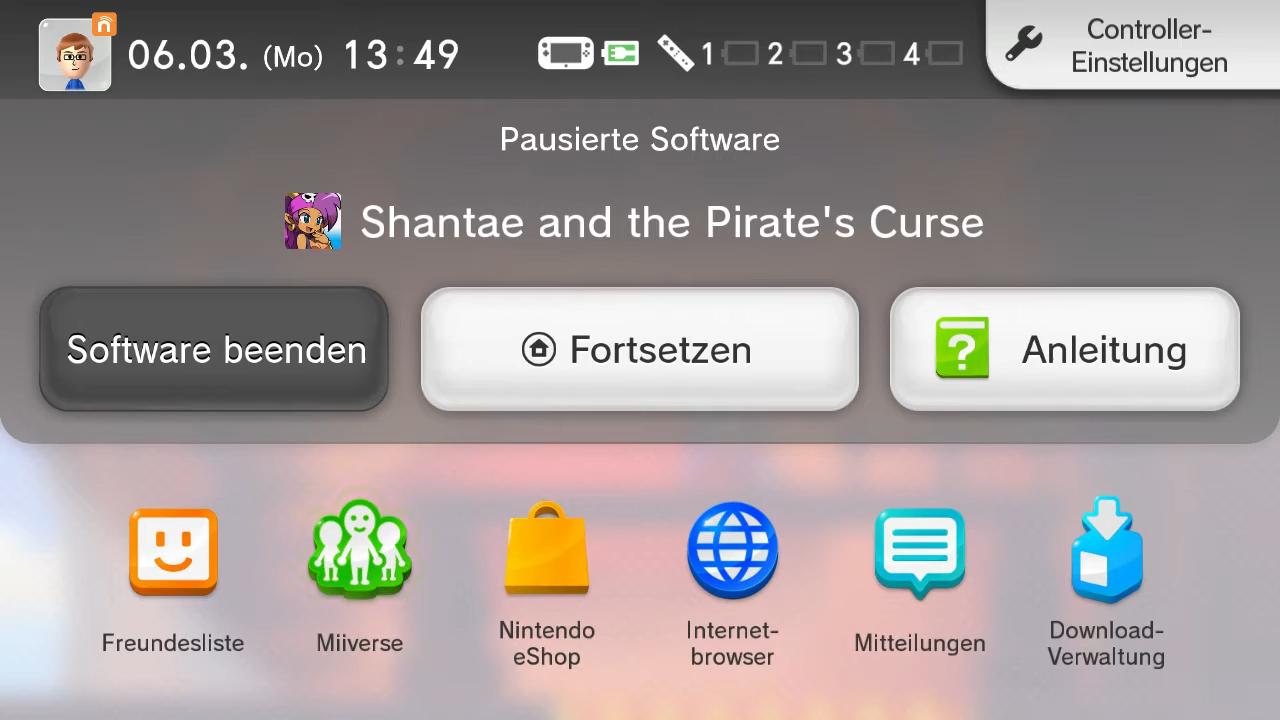 06.03. (Mo) 13:49
1 2 3 4
Controller-
Einstellungen
Pausierte Software
Shantae and the Pirate's Curse
Software beenden
Fortsetzen
? Anleitung
Freundesliste
Miiverse
Nintendo
eShop
Internet-
browser
Mitteilungen
Download-
Verwaltung